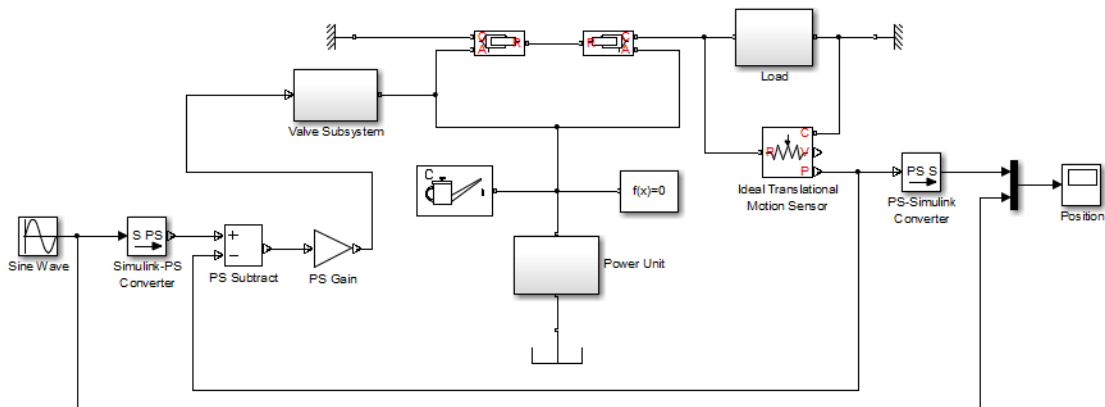 C
A
R
R
C
A
Load
Valve Subsystem
C
R
V
P
Ideal Translational
Motion Sensor
PS S
PS-Simulink
Converter
Position
C
f(x)=0
Sine Wave
S PS
Simulink-PS
Converter
+
−
PS Subtract
PS Gain
Power Unit